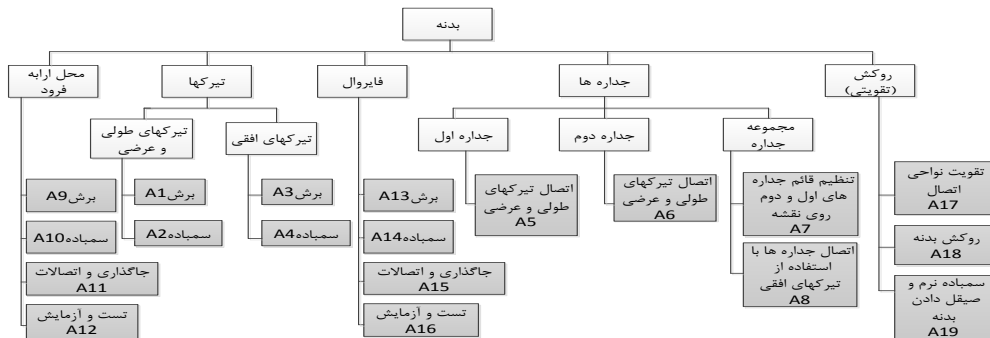 بدنه
روکش
(تقویتی)
جداره ها
فایروال
تیرکها
محل ارابه
فرود
مجموعه
جداره
جداره دوم
جداره اول
تیرکهای افقی
تیرکهای طولی
و عرضی
تقویت نواحی
اتصال
A17
روکش بدنه
A18
سمباده نرم و
صیقل دادن
بدنه
A19
تنظیم قائم جداره
های اول و دوم
روی نقشه
A7
اتصال جداره ها با
استفاده از
تیرکهای افقی
A8
اتصال تیرکهای
طولی و عرضی
A6
اتصال تیرکهای
طولی و عرضی
A5
برش A13
سمباده A14
جاگذاری و اتصالات
A15
تست و آزمایش
A16
برش A3
سمباده A4
برش A1
سمباده A2
برش A9
سمباده A10
جاگذاری و اتصالات
A11
تست و آزمایش
A12